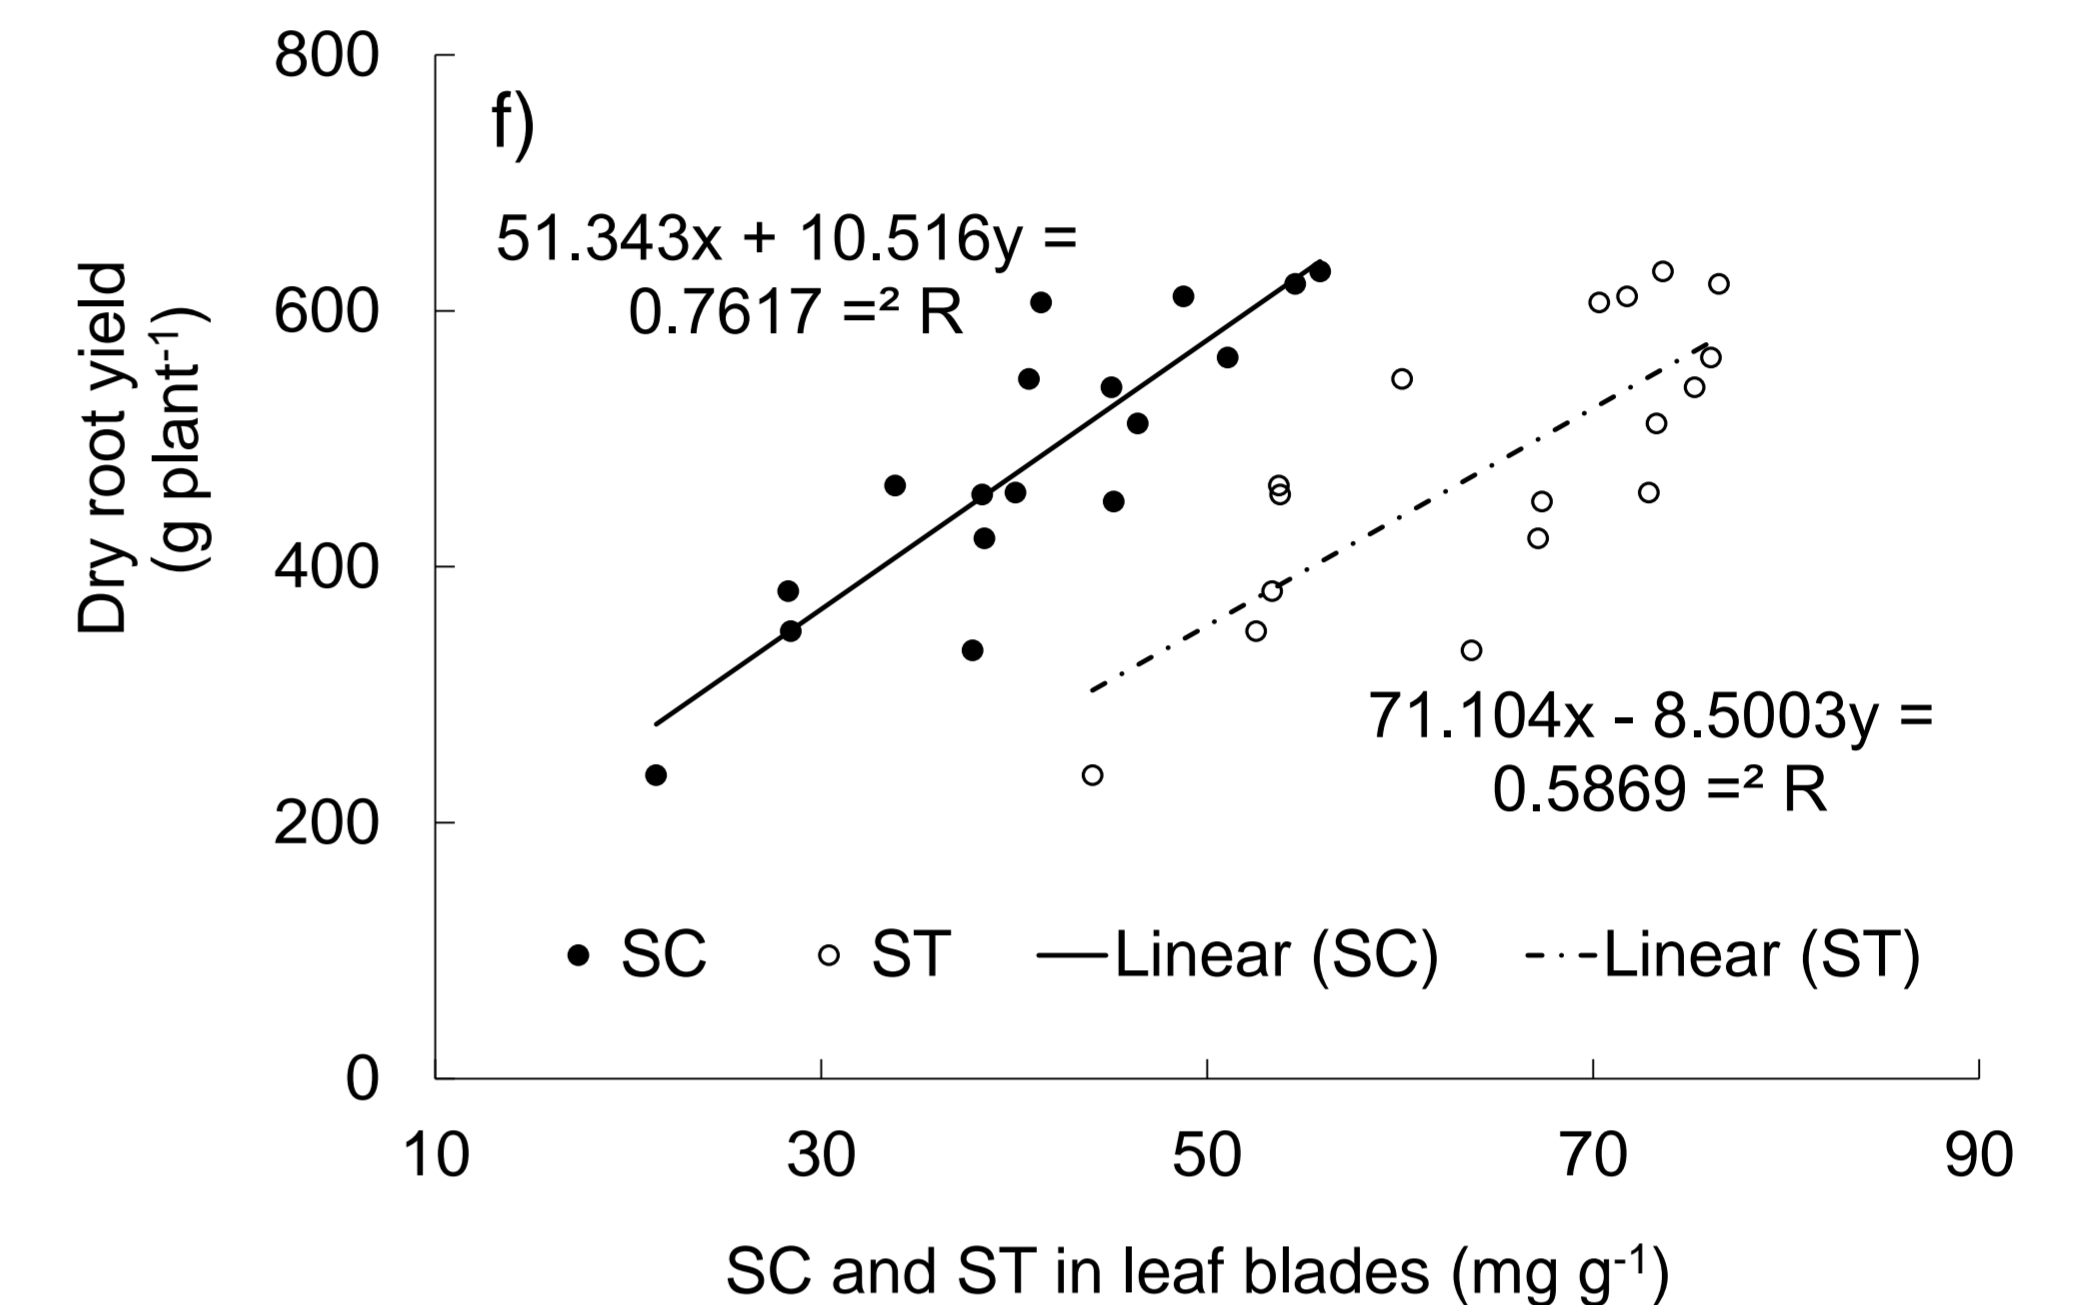 800
f)
51.343x + 10.516y =
0.7617 =² R
600
Dry root yield
(g plant-1)
400
71.104x - 8.5003y =
0.5869 =² R
200
SC ST Linear (SC) Linear (ST)
0
10 30 50 70 90
SC and ST in leaf blades (mg g-1)